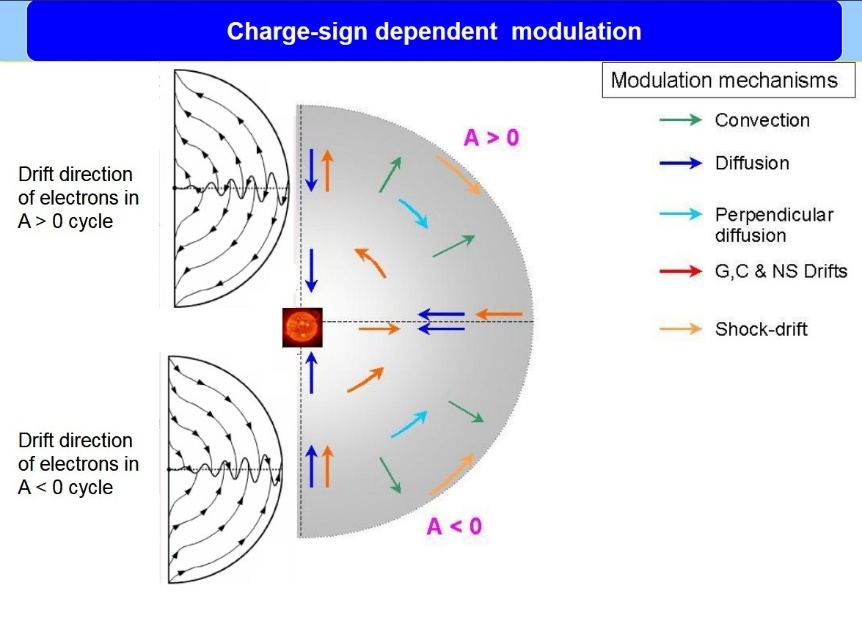 Charge-sign dependent  modulation
Modulation mechanisms
Convection
Diffusion
Perpendicular
diffusion
G,C & NS Drifts
Shock-drift
A > 0
A < 0
Drift direction
of electrons in
A > 0 cycle
Drift direction
of electrons in
A < 0 cycle